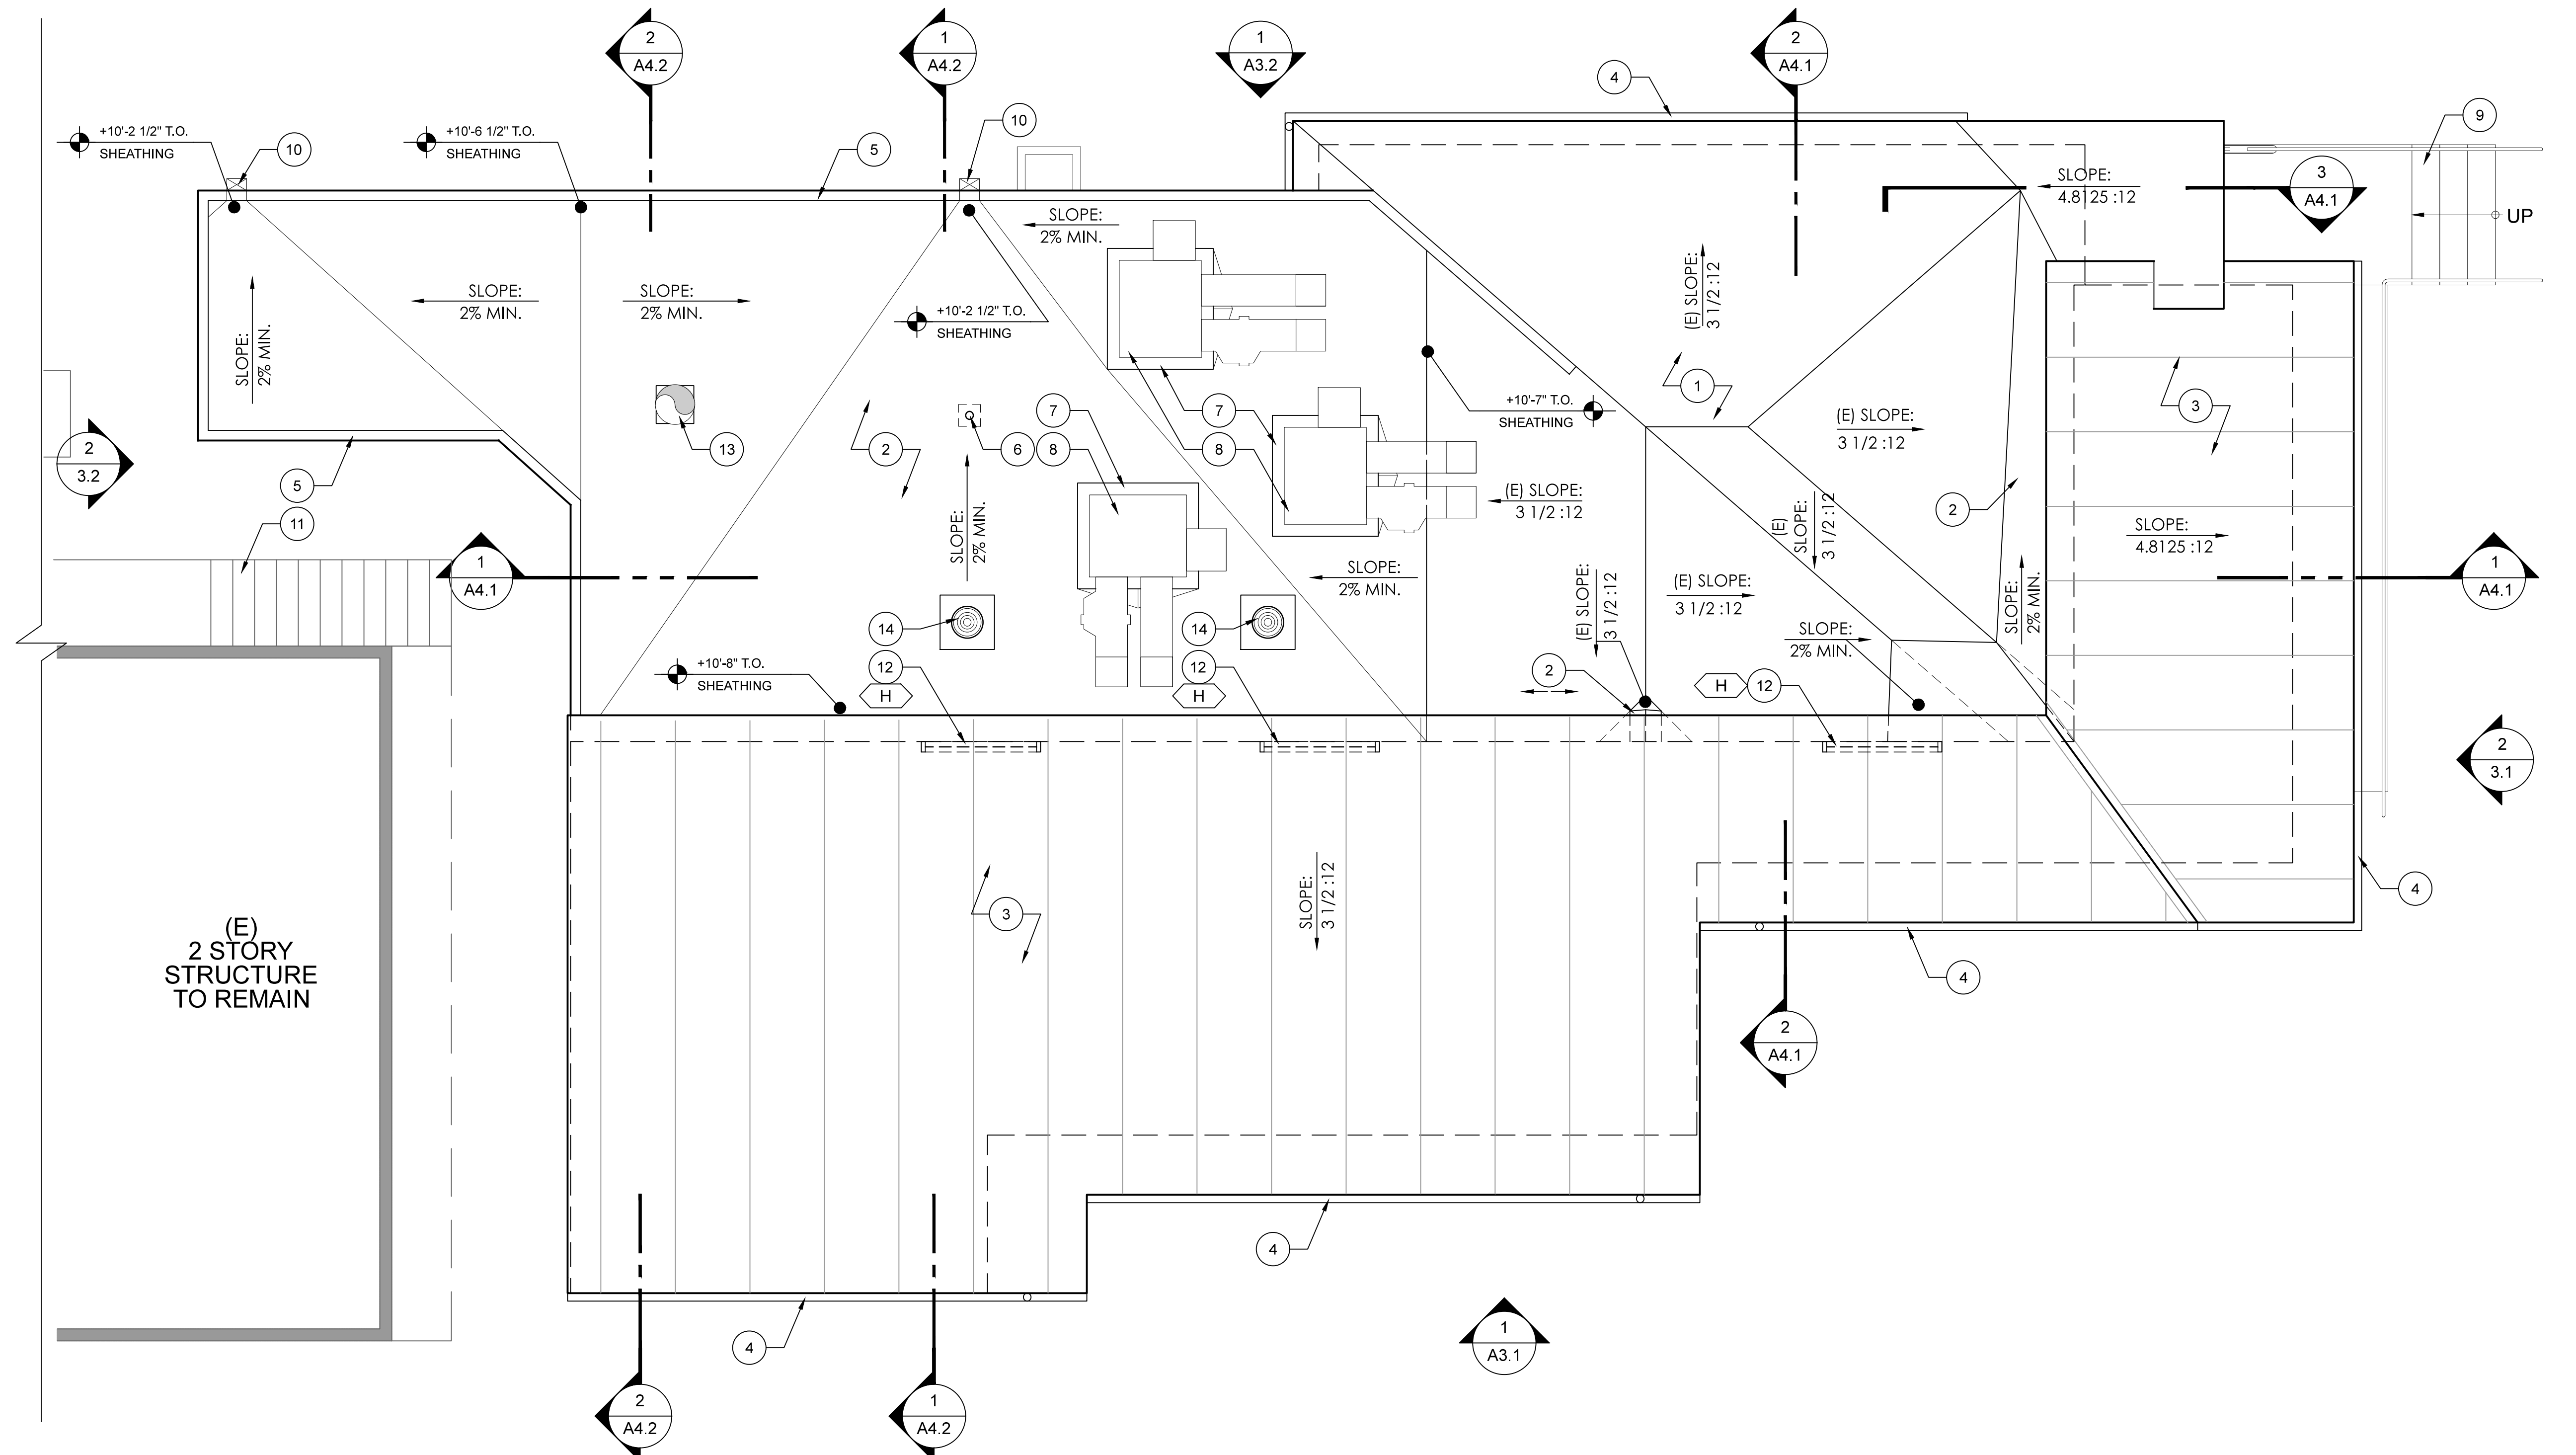 2
A4.2
1
A4.2
1
A3.2
2
A4.1
4
9
+10'-2 1/2" T.O.
SHEATHING
10
+10'-6 1/2" T.O.
SHEATHING
5
10
3
A4.1
UP
SLOPE:
4.8125 :12
SLOPE:
2% MIN.
SLOPE:
2% MIN.
SLOPE:
2% MIN.
SLOPE:
2% MIN.
+10'-2 1/2" T.O.
SHEATHING
(E) SLOPE:
3 1/2 :12
1
3
+10'-7" T.O.
SHEATHING
(E) SLOPE:
3 1/2 :12
2
3.2
13
2
6
7
8
7
8
5
11
(E) SLOPE:
3 1/2 :12
2
(E)
SLOPE:
3 1/2 :12
SLOPE:
4.8125 :12
SLOPE:
2% MIN.
1
A4.1
SLOPE:
2% MIN.
(E) SLOPE:
3 1/2 :12
(E) SLOPE:
3 1/2 :12
SLOPE:
2% MIN.
1
A4.1
14
14
SLOPE:
2% MIN.
+10'-8" T.O.
SHEATHING
12
H
12
H
2
H
12
2
3.1
SLOPE:
3 1/2 :12
3
4
(E)
2 STORY
STRUCTURE
TO REMAIN
4
2
A4.1
4
4
1
A3.1
2
A4.2
1
A4.2